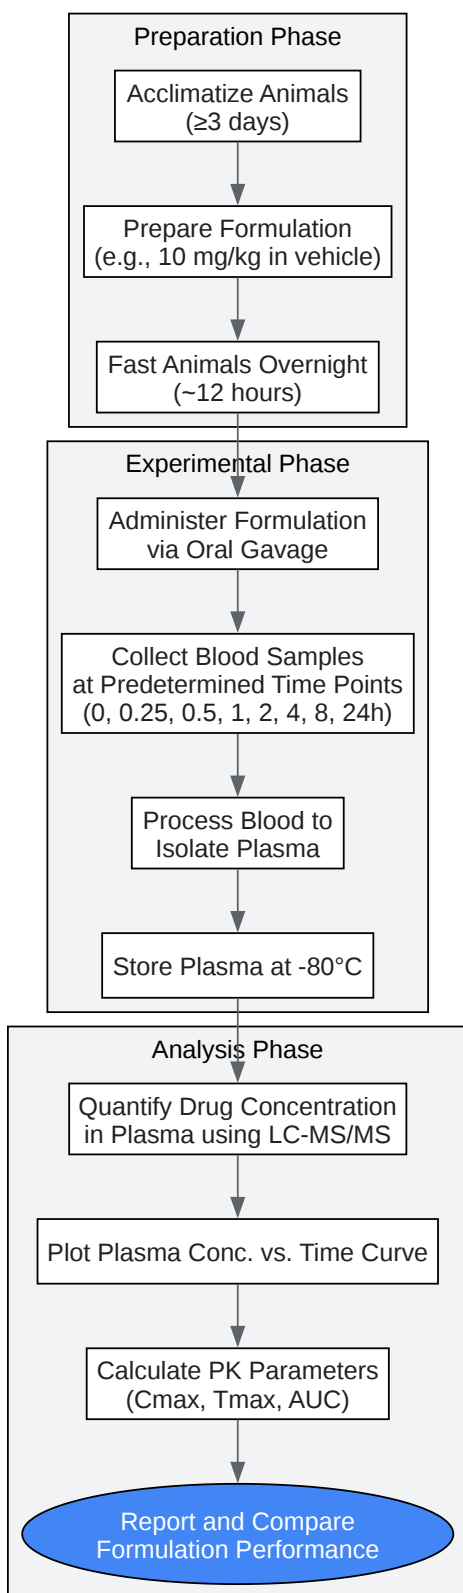 Preparation Phase
Acclimatize Animals
(≥3 days)
Prepare Formulation
(e.g., 10 mg/kg in vehicle)
Fast Animals Overnight
(~12 hours)
Experimental Phase
Administer Formulation
via Oral Gavage
Collect Blood Samples
at Predetermined Time Points
(0, 0.25, 0.5, 1, 2, 4, 8, 24h)
Process Blood to
Isolate Plasma
Store Plasma at -80°C
Analysis Phase
Quantify Drug Concentration
in Plasma using LC-MS/MS
Plot Plasma Conc. vs. Time Curve
Calculate PK Parameters
(Cmax, Tmax, AUC)
Report and Compare
Formulation Performance